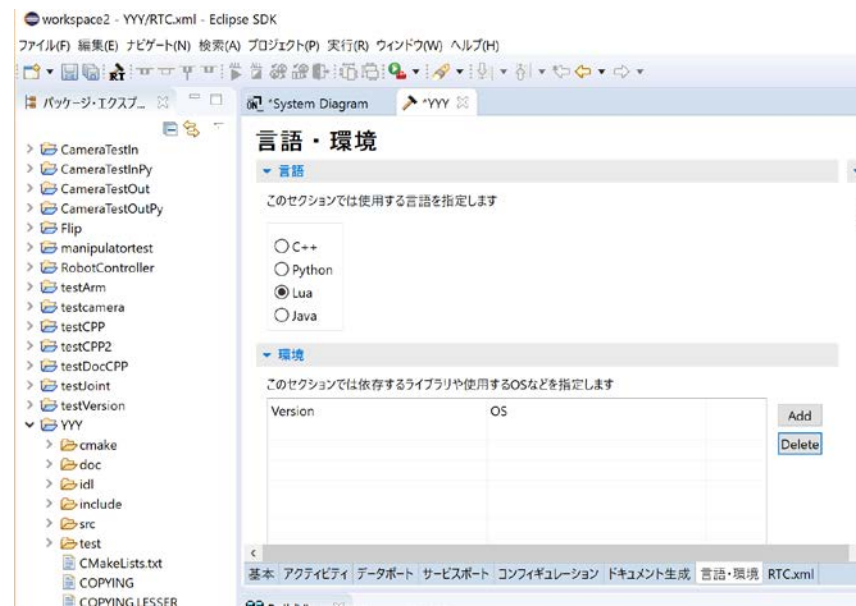 workspace2 - YYY/RTC.xml - Eclipse SDK
ファイル(F) 編集(E) ナビゲート(N) 検索(A) プロジェクト(P) 実行(R) ウィンドウ(W) ヘルプ(H)
RT
パッケージ・エクスプ...
*System Diagram
*YYY
CameraTestIn
CameraTestInPy
CameraTestOut
CameraTestOutPy
Flip
manipulatortest
RobotController
testArm
testcamera
testCPP
testCPP2
testDocCPP
testJoint
testVersion
YYY
cmake
doc
idl
include
src
test
CMakeLists.txt
COPYING
COPYING.LESSER
言語・環境
言語
このセクションでは使用する言語を指定します
C++
Python
Lua
Java
環境
このセクションでは依存するライブラリや使用するOSなどを指定します
Version OS
Add
Delete
基本 アクティビティ データポート サービスポート コンフィギュレーション ドキュメント生成 言語・環境 RTC.xml